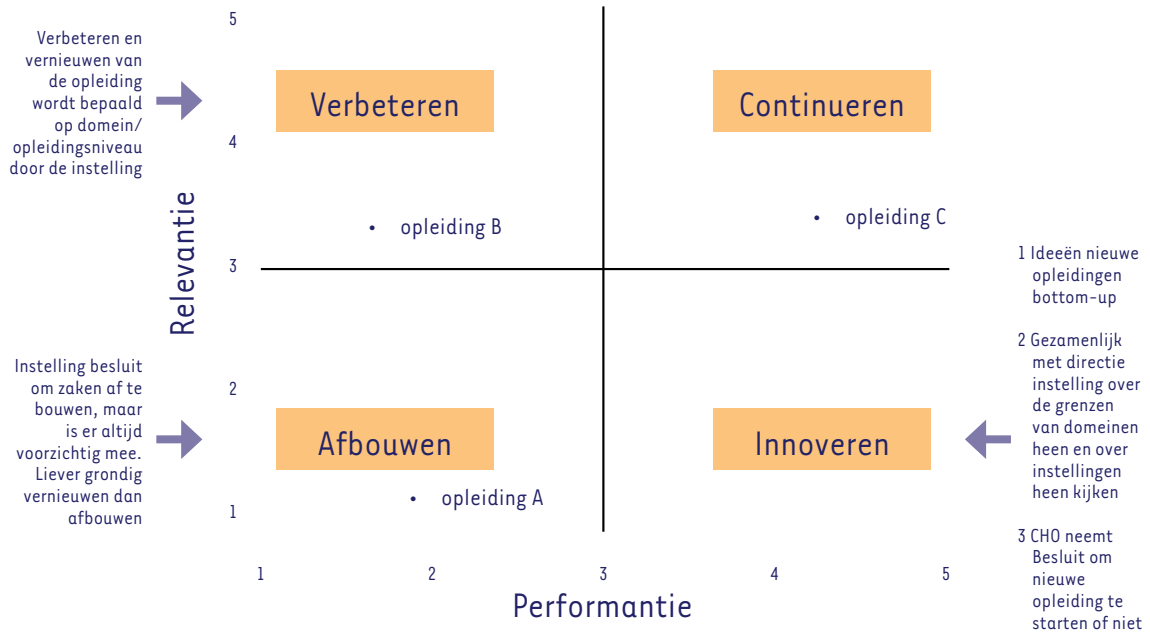 5
Verbeteren en
vernieuwen van
de opleiding
wordt bepaald
op domein/
opleidingsniveau
door de instelling
Verbeteren
Continueren
4
Relevantie
• opleiding B
• opleiding C
3
1 Ideeën nieuwe
opleidingen
bottom-up
2 Gezamenlijk
met directie
instelling over
de grenzen
van domeinen
heen en over
instellingen
heen kijken
3 CHO neemt
Besluit om
nieuwe
opleiding te
starten of niet
Instelling besluit
om zaken af te
bouwen, maar
is er altijd
voorzichtig mee.
Liever grondig
vernieuwen dan
afbouwen
2
Afbouwen
Innoveren
• opleiding A
1
1 2 3 4 5
Performantie